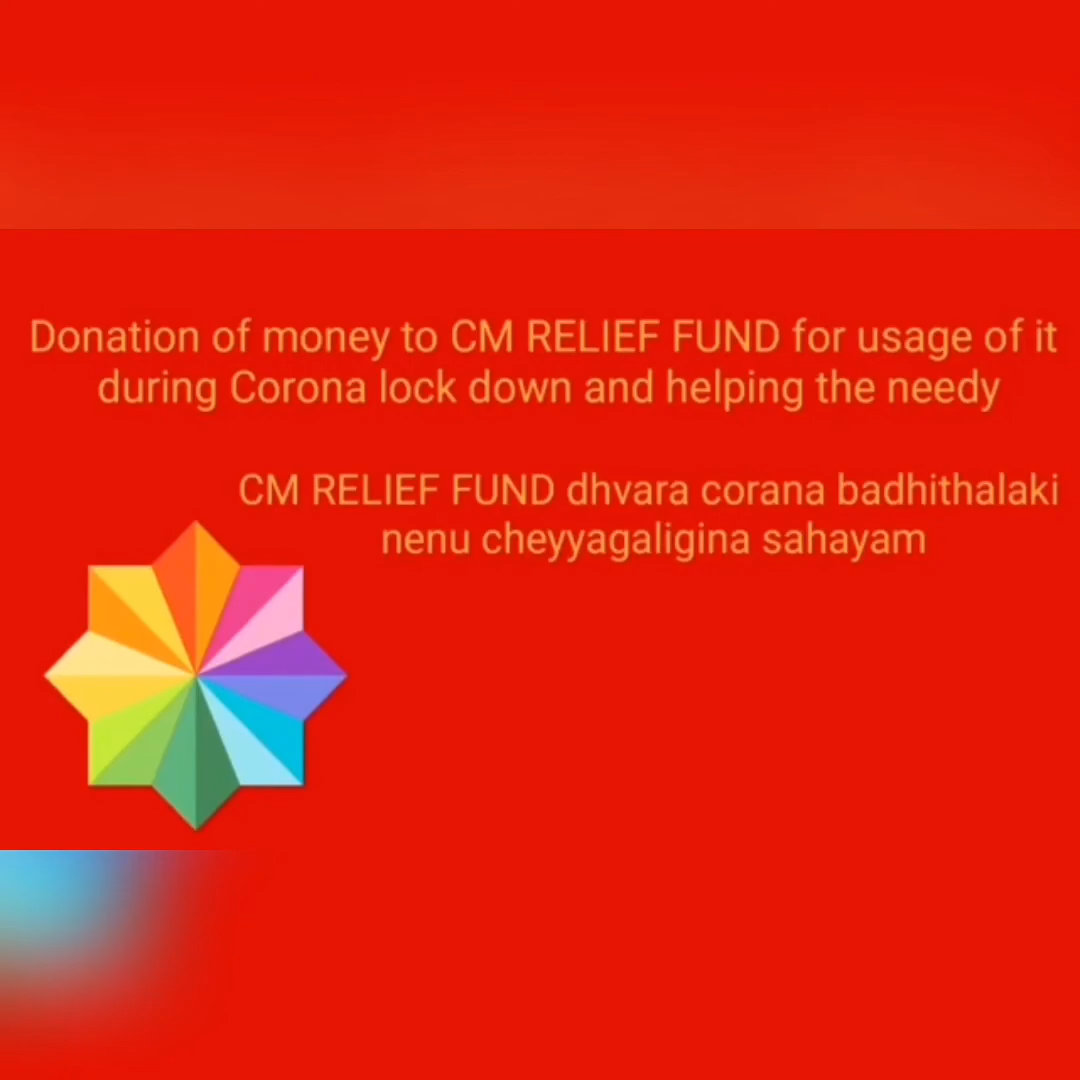 Donation of money to CM RELIEF FUND for usage of it
during Corona lock down and helping the needy
CM RELIEF FUND dhvara corana badhithalaki
nenu cheyyagaligina sahayam